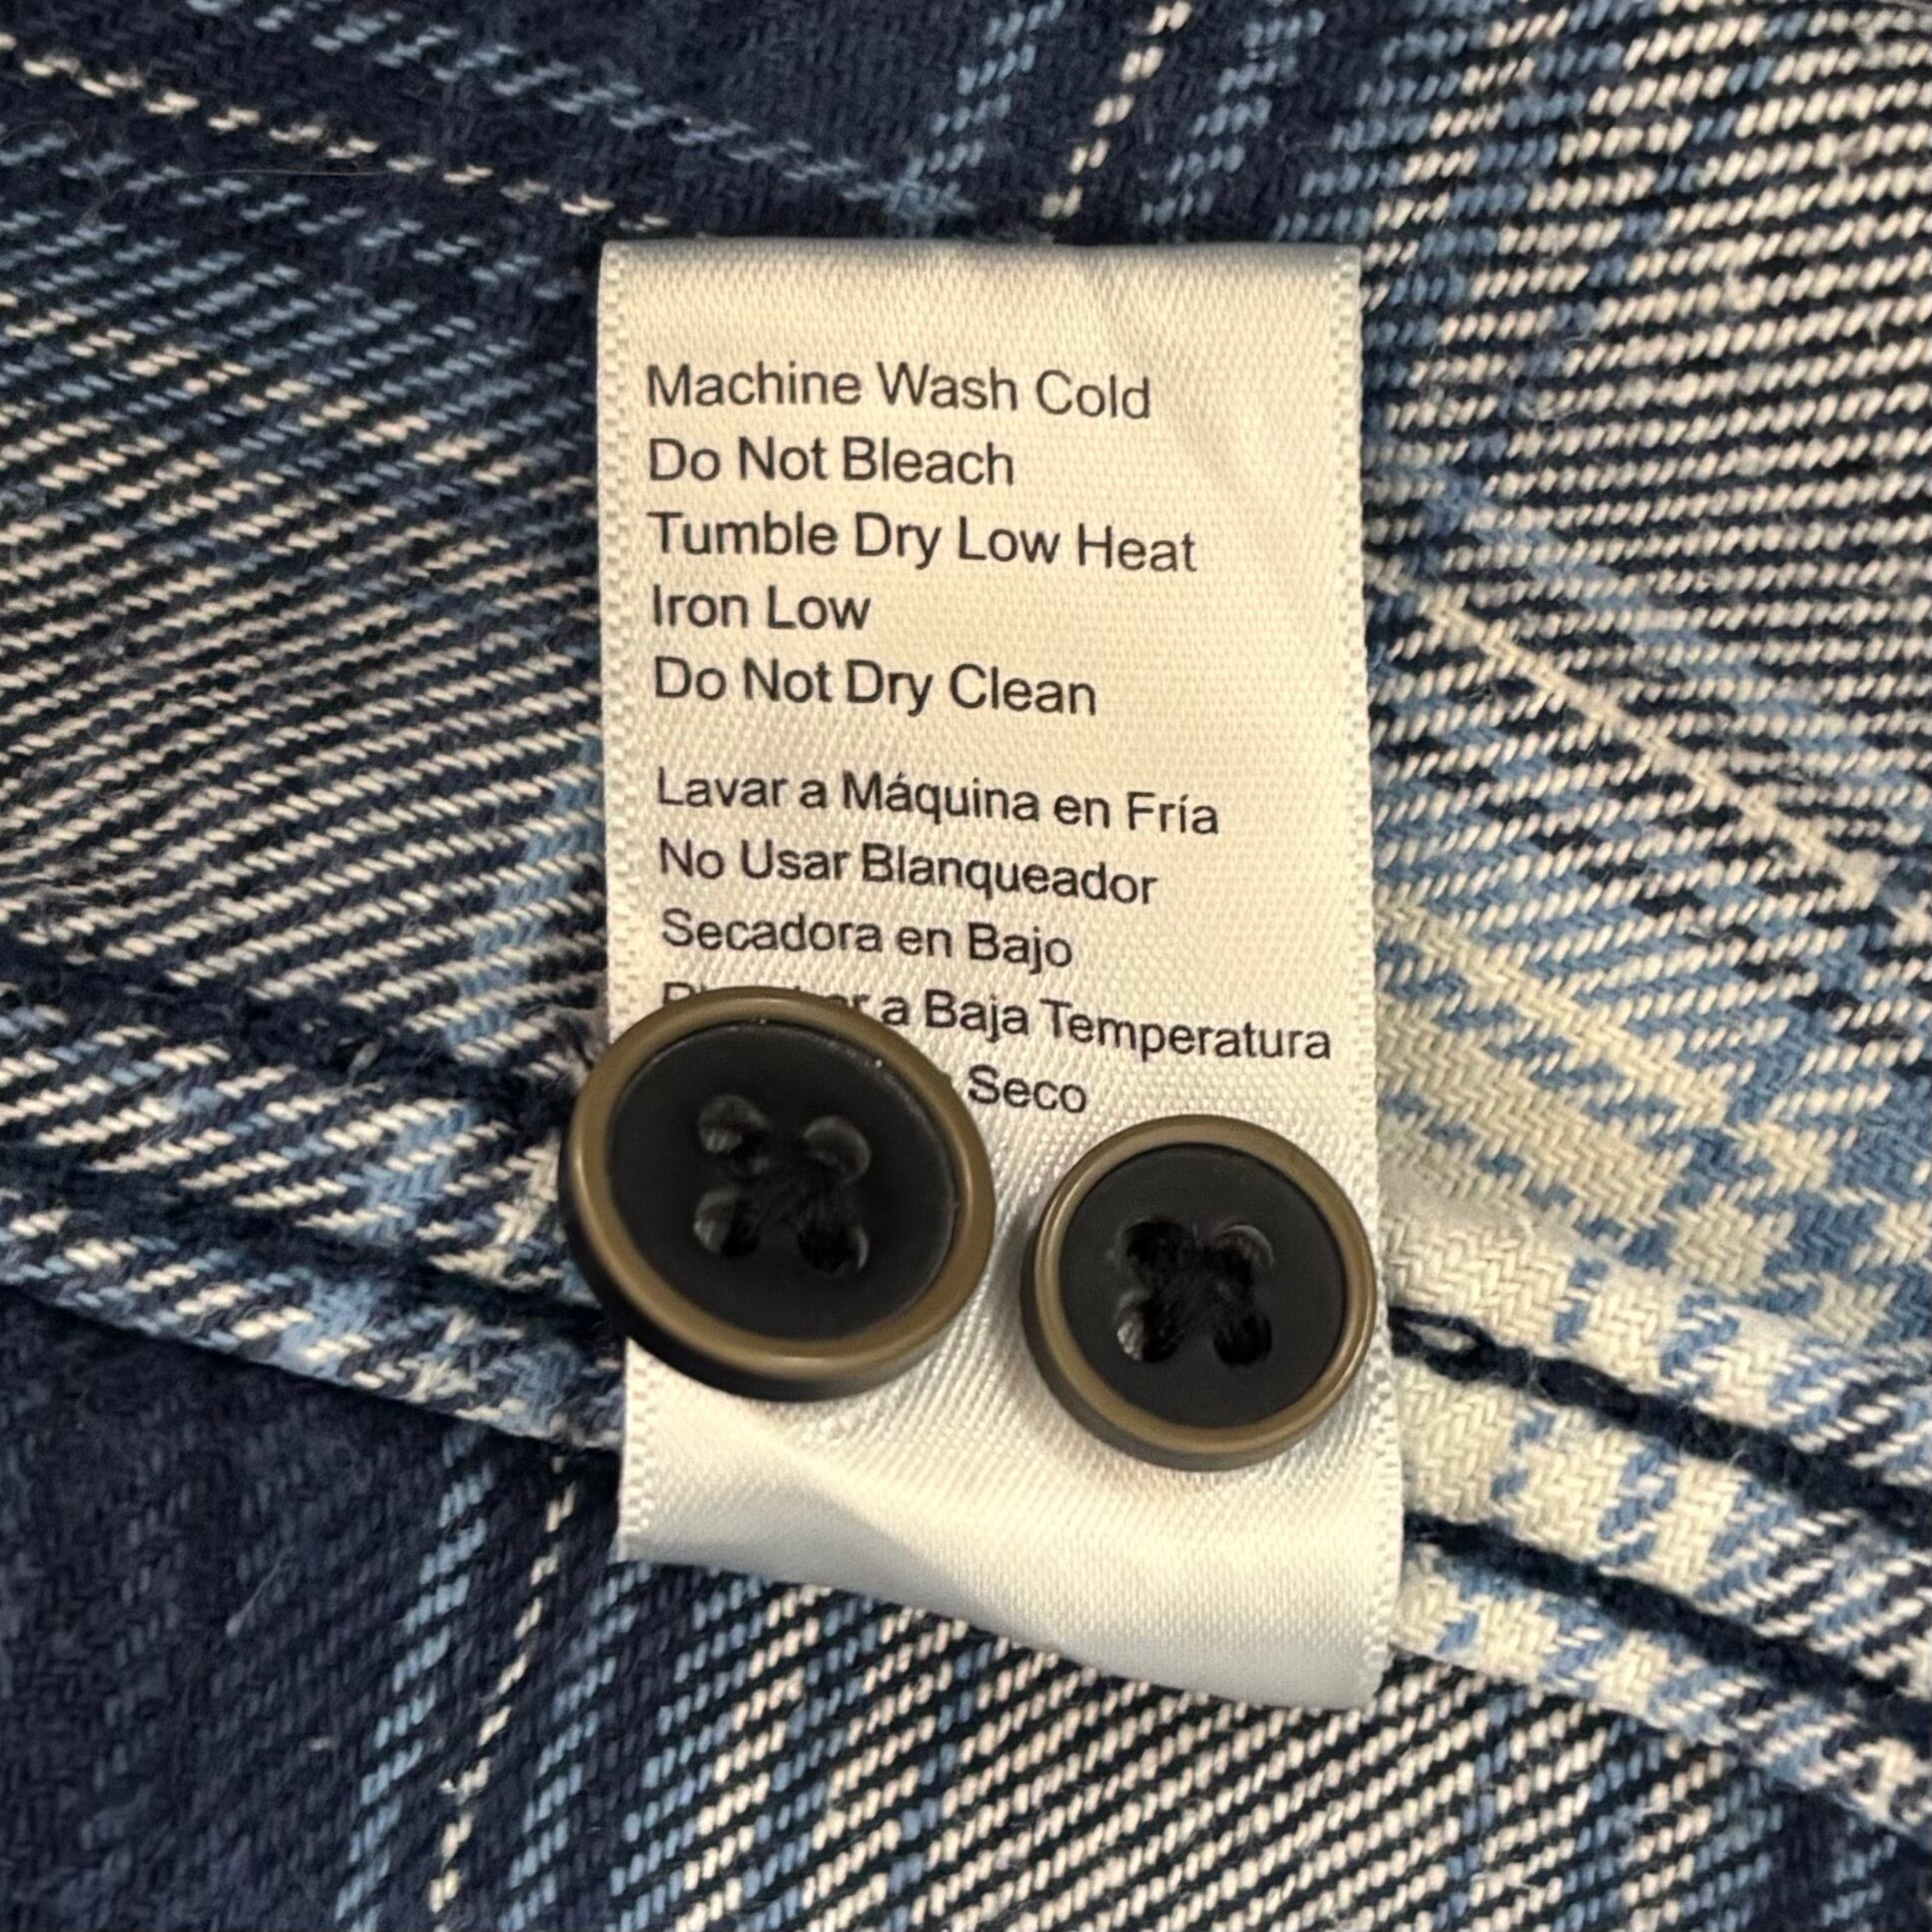 Machine Wash Cold
Do Not Bleach
Tumble Dry Low Heat
Iron Low
Do Not Dry Clean
Lavar a Máquina en Fría
No Usar Blanqueador
Secadora en Bajo
a Baja Temperatura
Seco